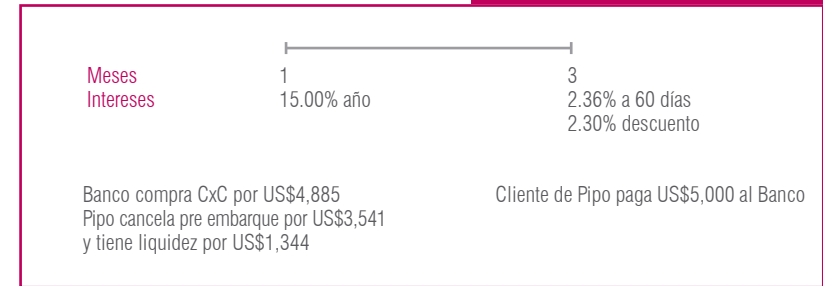 Meses 1 3
Intereses 15.00% año 2.36% a 60 días
2.30% descuento
Banco compra CxC por US$4,885 Cliente de Pipo paga US$5,000 al Banco
Pipo cancela pre embarque por US$3,541
y tiene liquidez por US$1,344